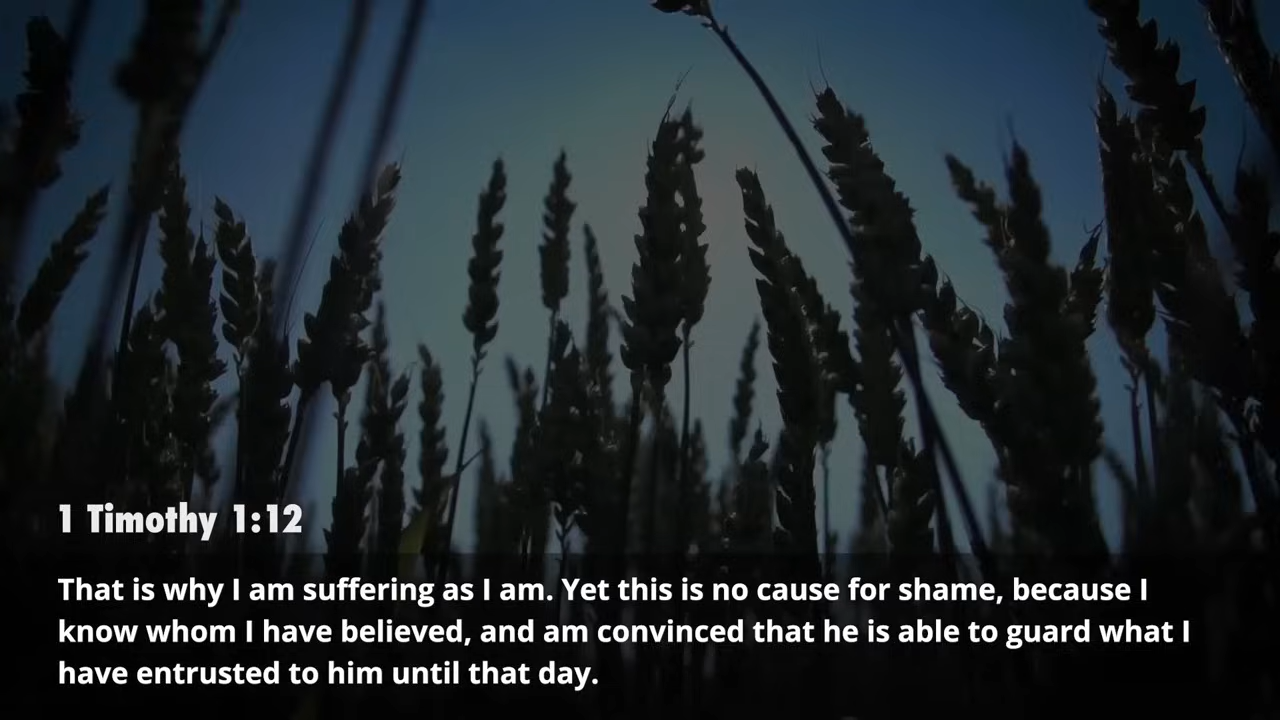 1 Timothy 1:12
That is why I am suffering as I am. Yet this is no cause for shame, because I
know whom I have believed, and am convinced that he is able to guard what I
have entrusted to him until that day.